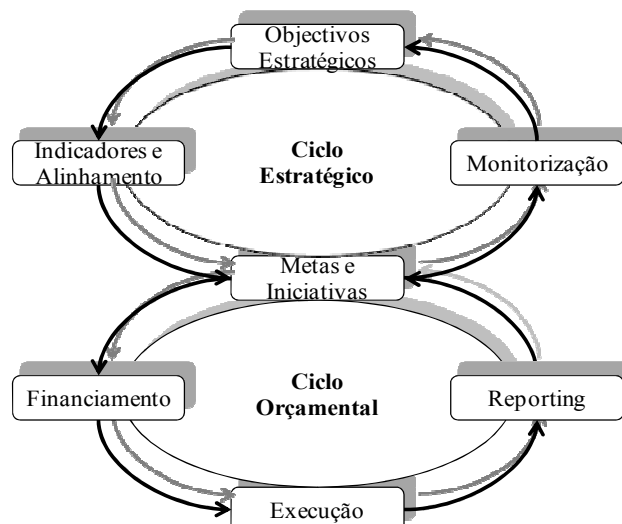 Objectivos
Estratégicos
Indicadores e
Alinhamento
Ciclo
Estratégico
Monitorização
Metas e
Iniciativas
Financiamento
Ciclo
Orçamental
Reporting
Execução